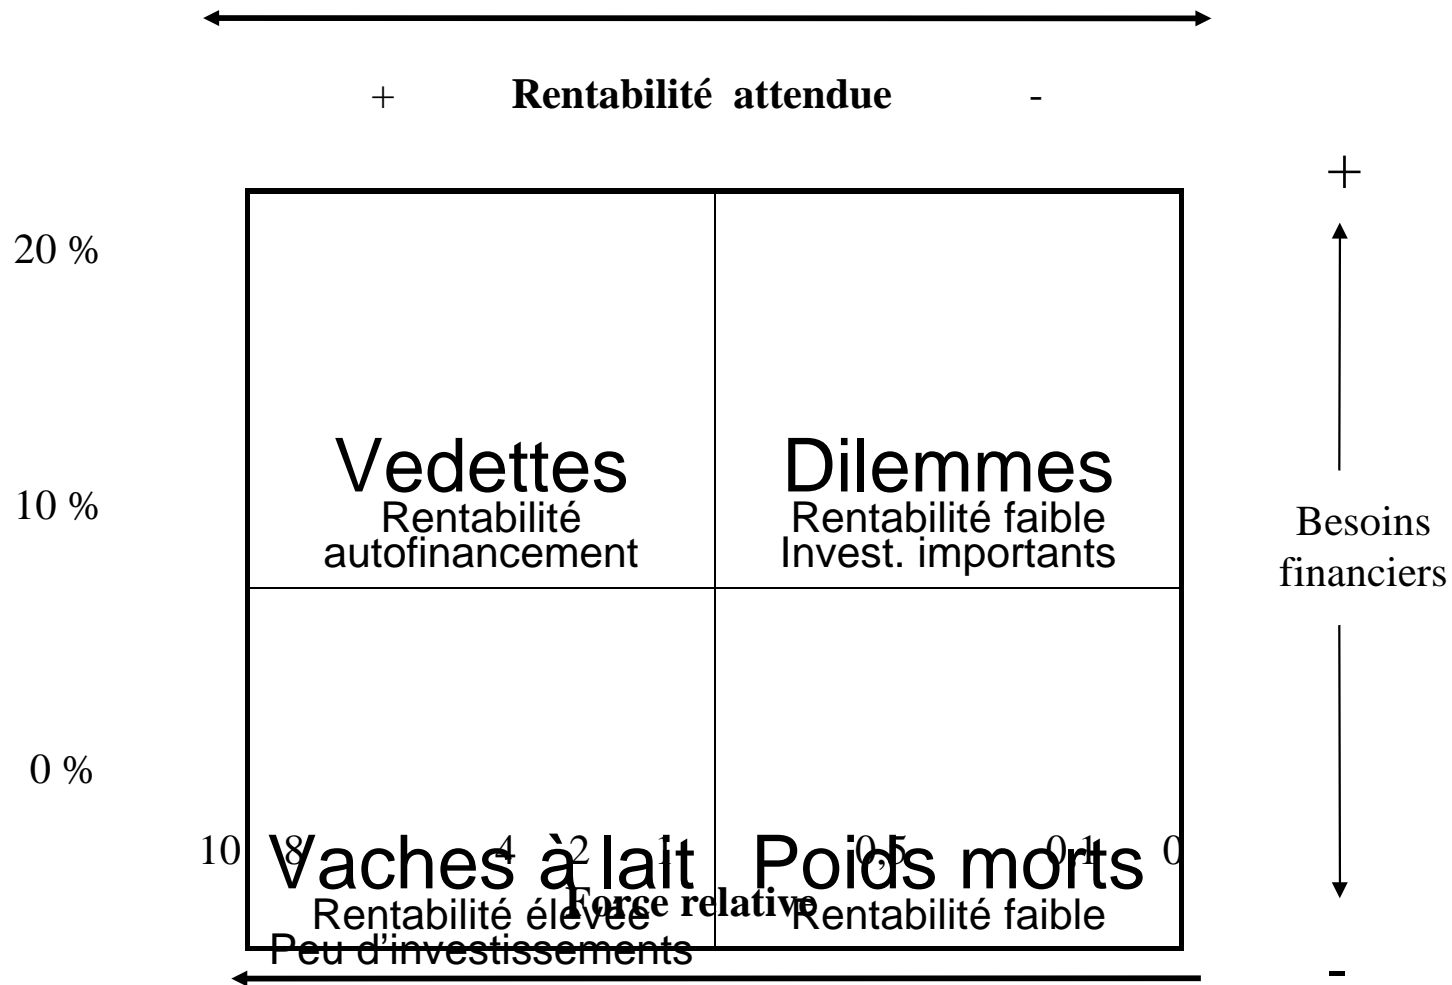 + Rentabilité attendue -
+
20 %
Vedettes
Rentabilité
autofinancement
Dilemmes
Rentabilité faible
Invest. importants
10 %
Besoins
financiers
0 %
10 8 4 2 1 0,5 0,1 0
Vaches à lait
Rentabilité élevée
Peu d’investissements
Poids morts
Rentabilité faible
Force relative
-